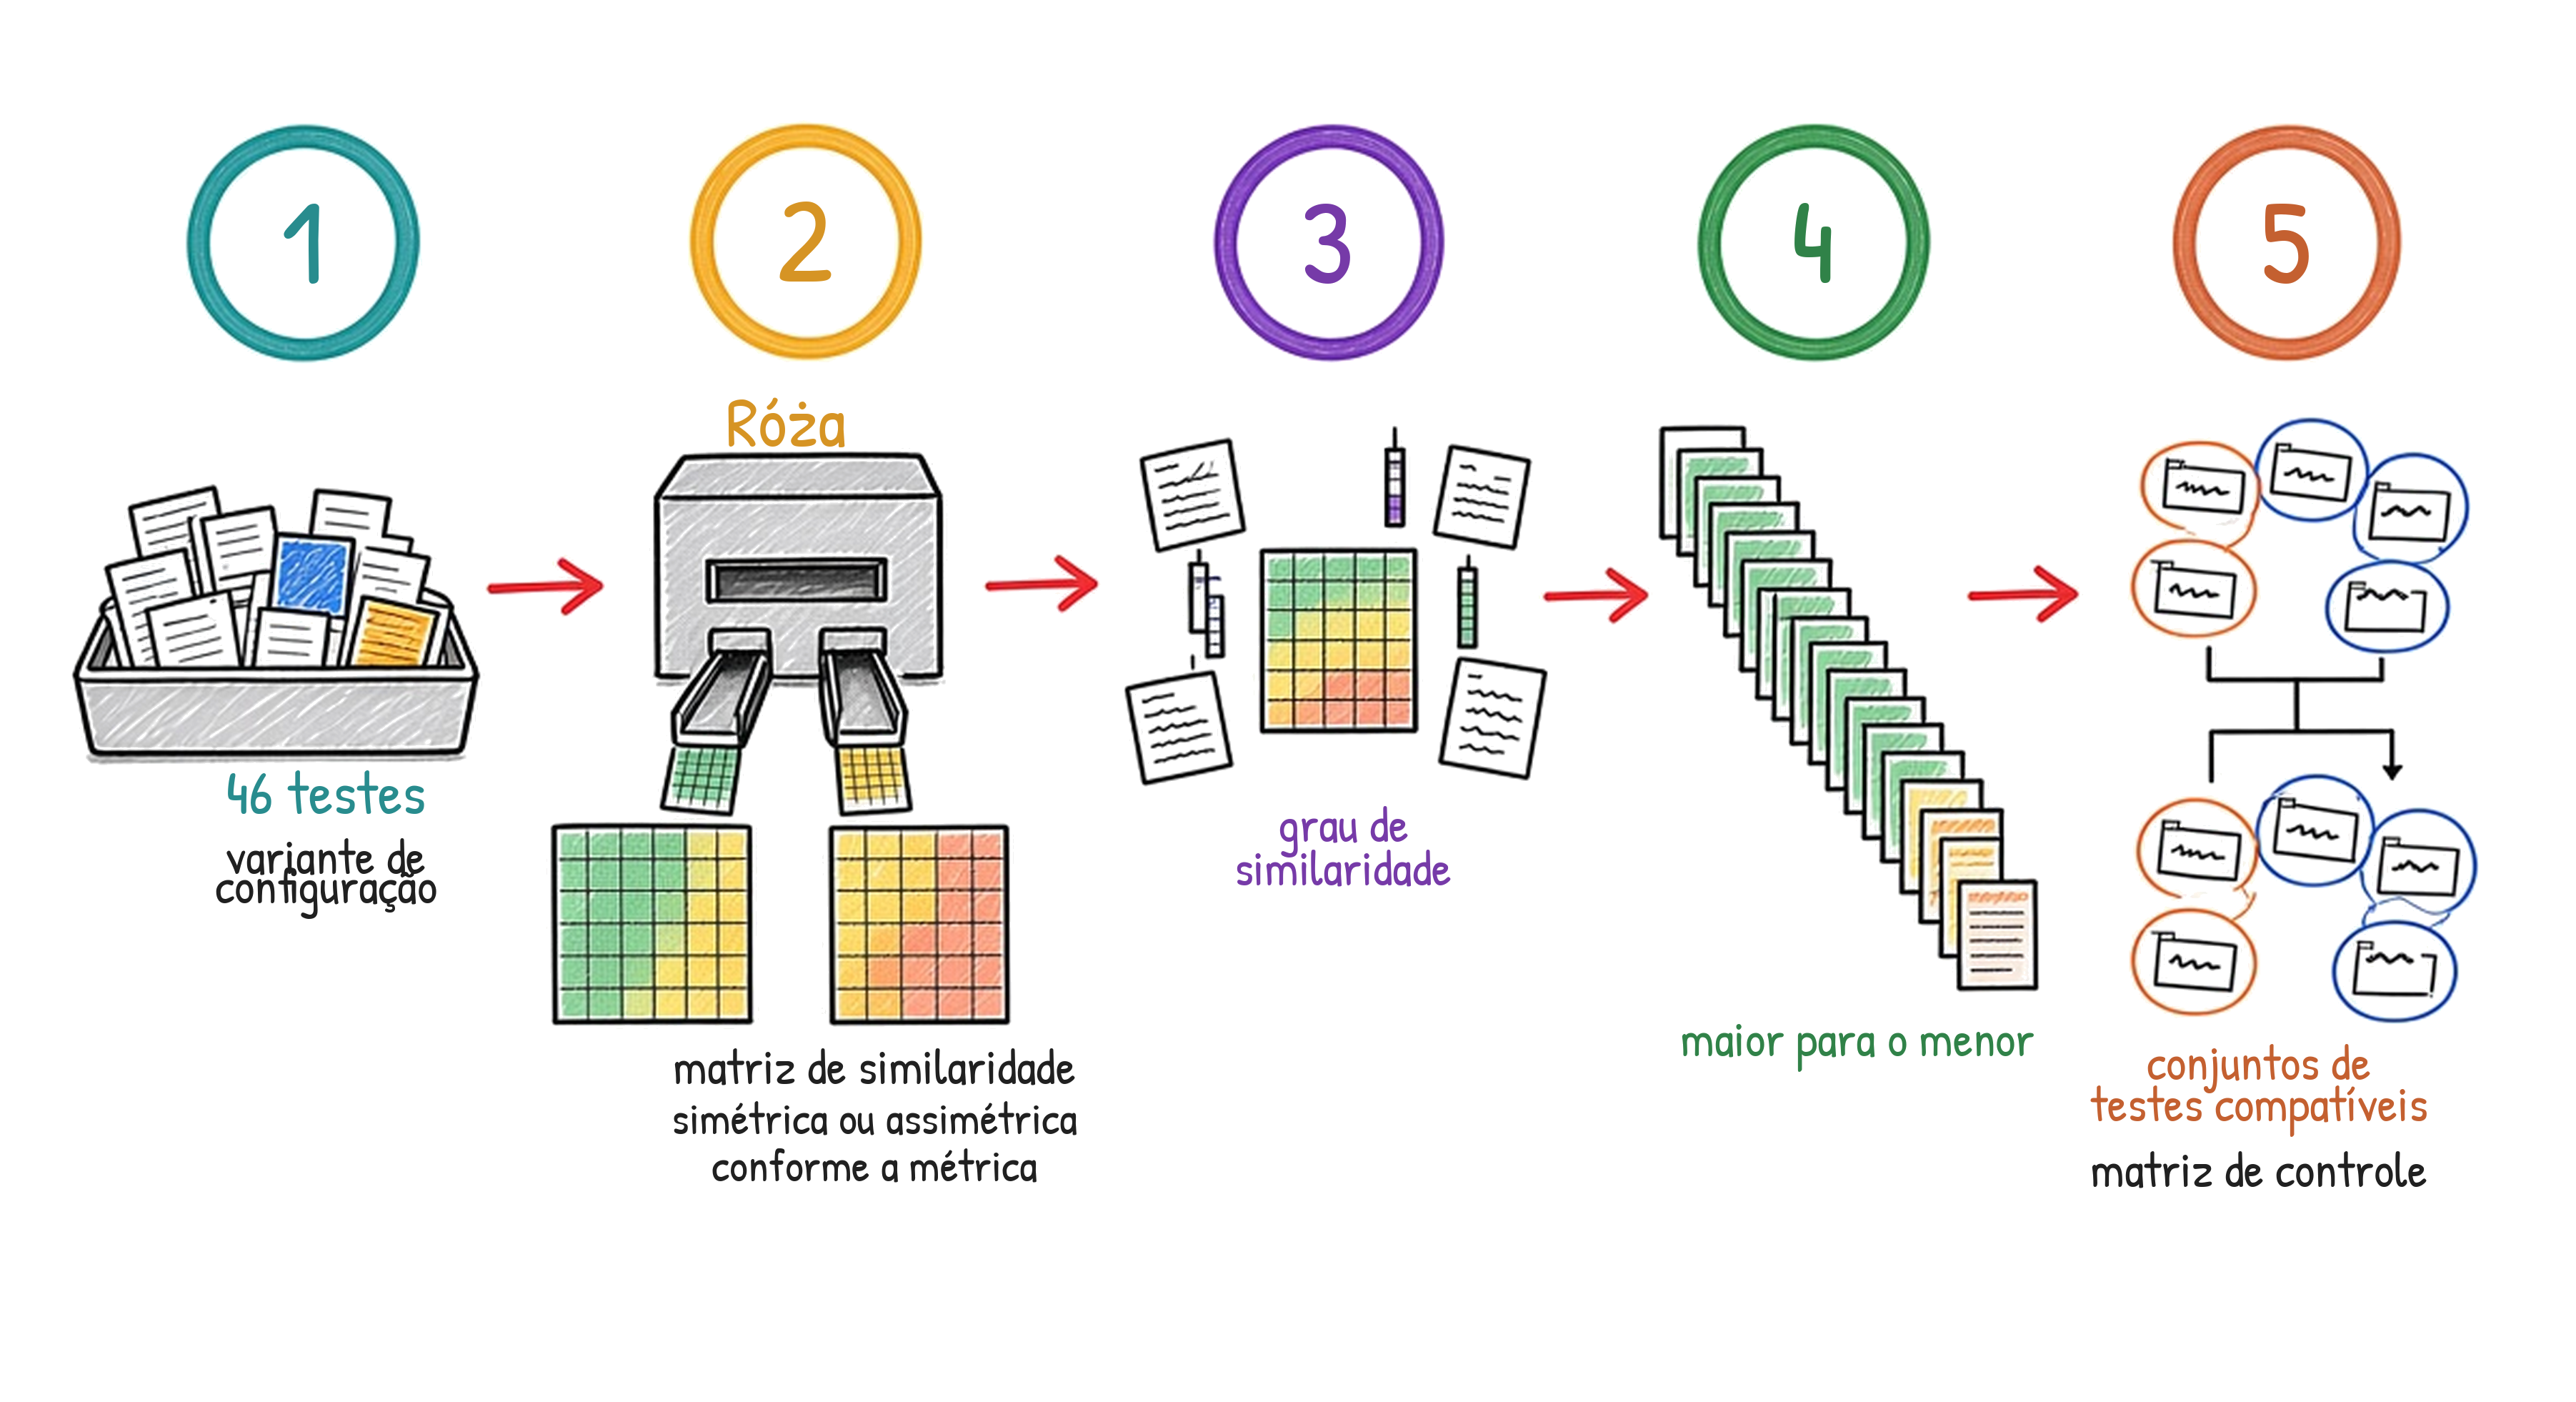 1
2
3
4
5
Róża
46 testes
variante de
configuração
matriz de similaridade
simétrica ou assimétrica
conforme a métrica
grau de
similaridade
maior para o menor
conjuntos de
testes compatíveis
matriz de controle